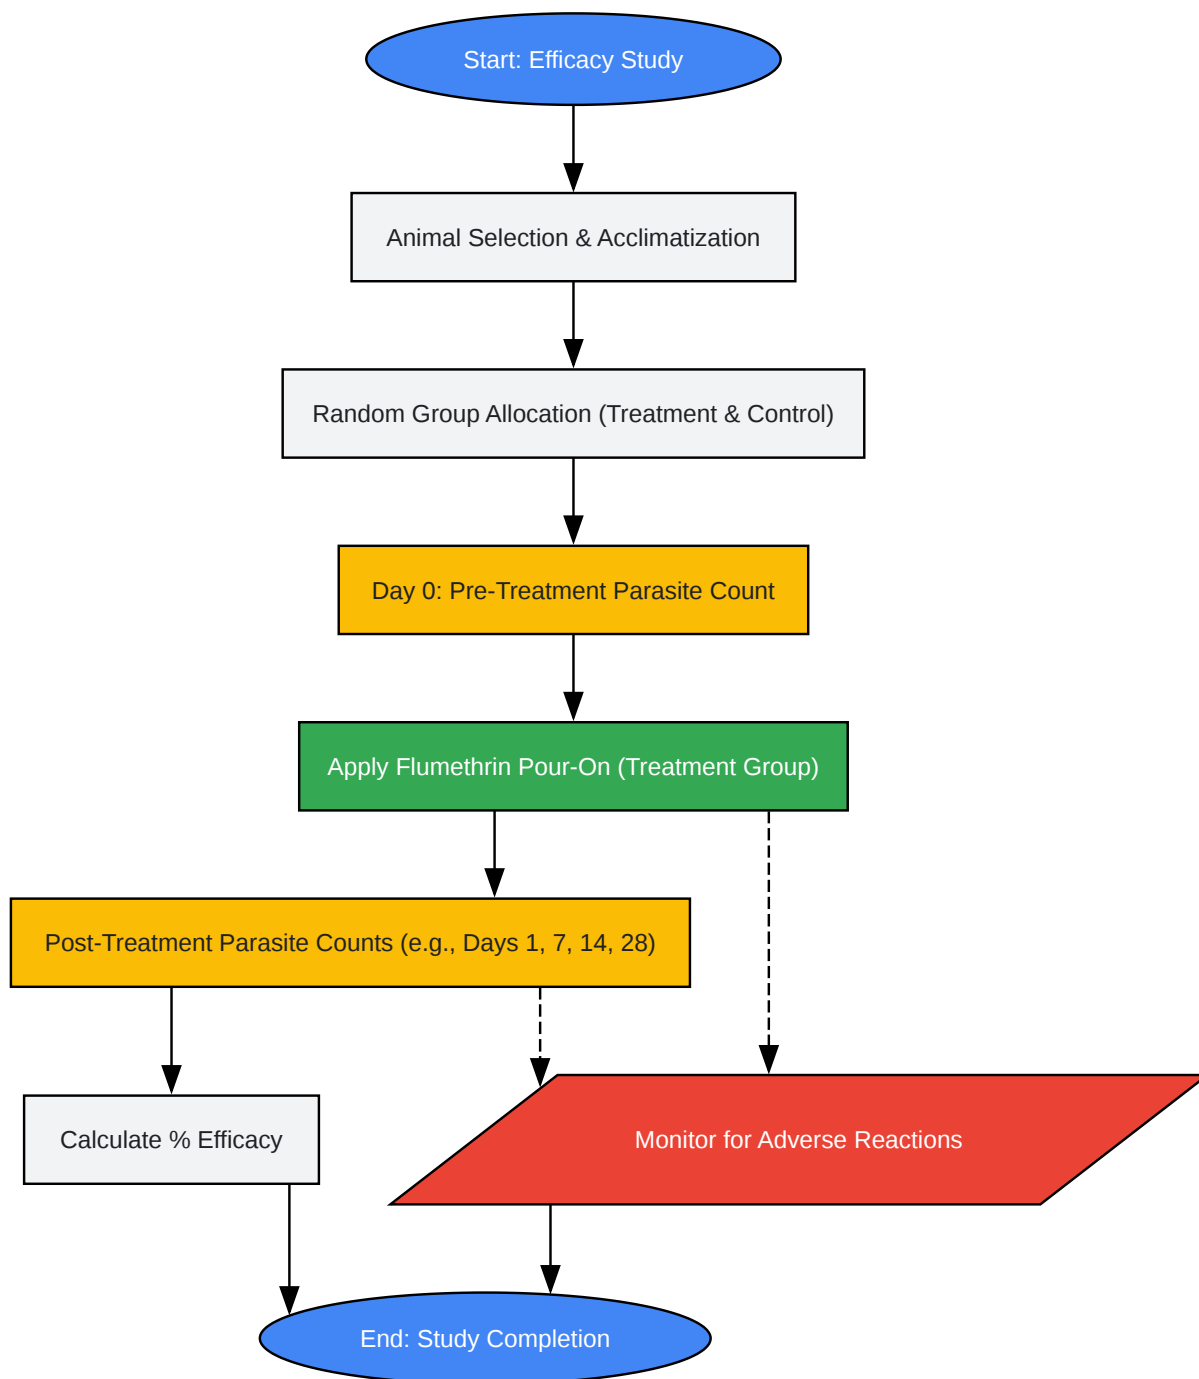 Start: Efficacy Study
Animal Selection & Acclimatization
Random Group Allocation (Treatment & Control)
Day 0: Pre-Treatment Parasite Count
Apply Flumethrin Pour-On (Treatment Group)
Post-Treatment Parasite Counts (e.g., Days 1, 7, 14, 28)
Calculate % Efficacy
Monitor for Adverse Reactions
End: Study Completion